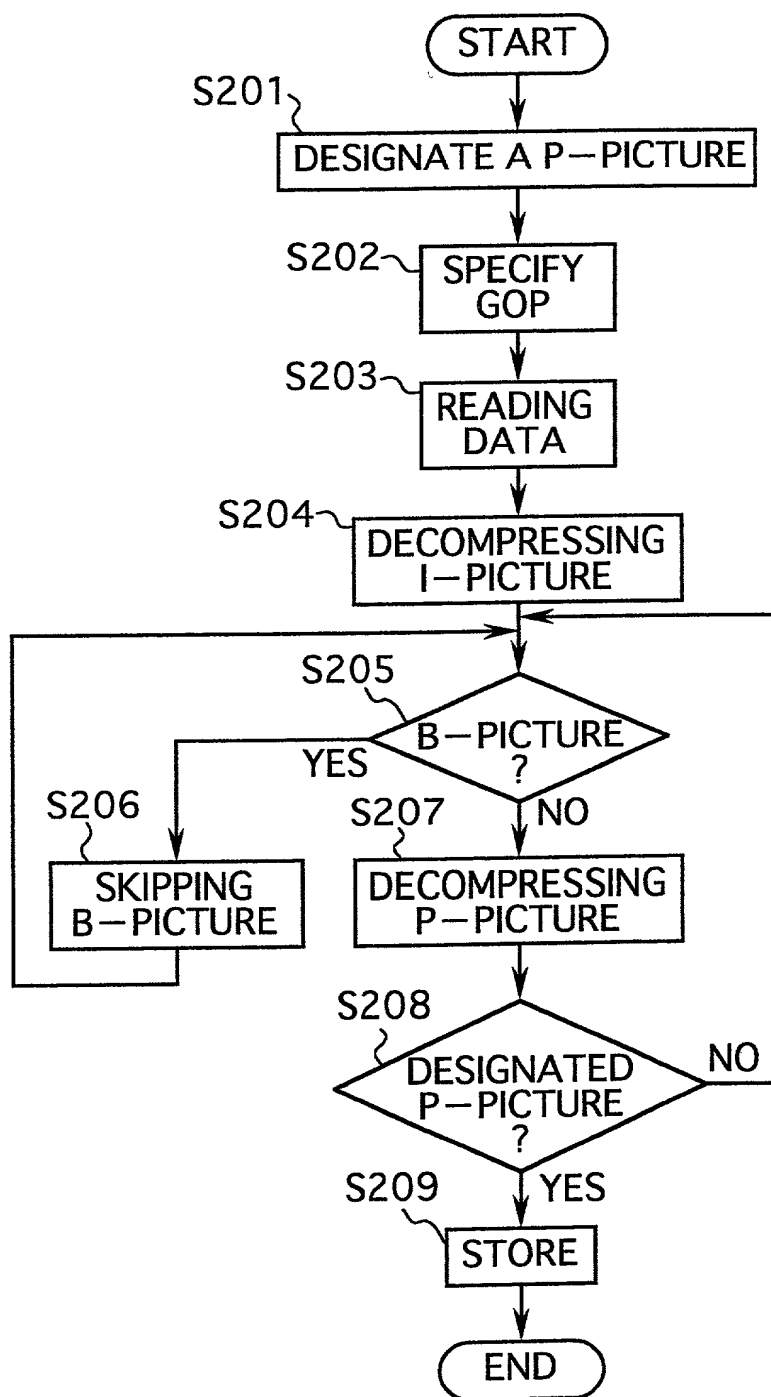 START
S201
DESIGNATE A P-PICTURE
S202
SPECIFY
GOP
S203
READING
DATA
S204
DECOMPRESSING
I-PICTURE
S205
B-PICTURE
?
YES
NO
S206
SKIPPING
B-PICTURE
S207
DECOMPRESSING
P-PICTURE
S208
DESIGNATED
P-PICTURE
?
NO
YES
S209
STORE
END